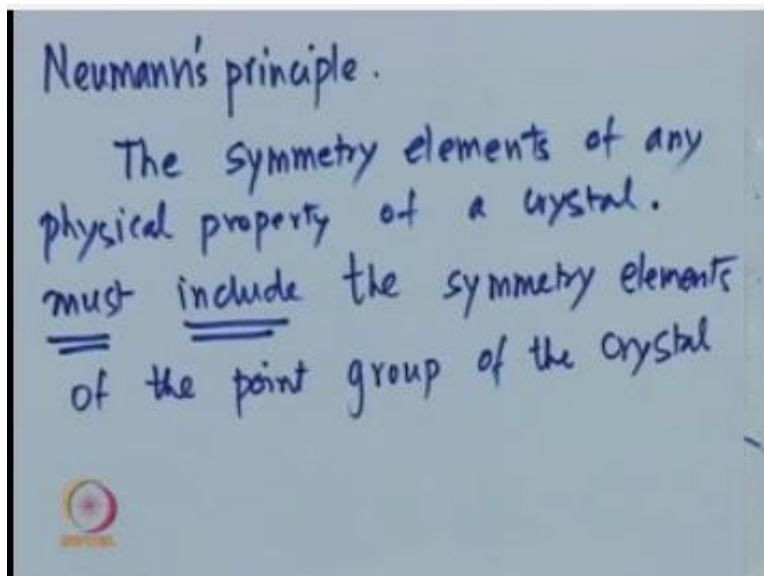 Neumann's principle.
The symmetry elements of any
physical property of a crystal.
must include the symmetry elements
of the point group of the crystal